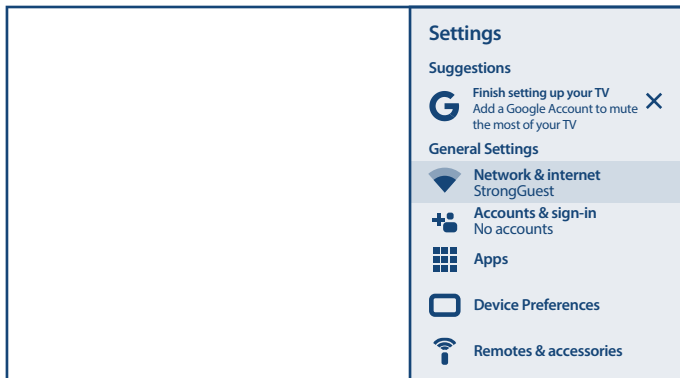 Settings
Suggestions
Finish setting up your TV
Add a Google Account to mute
the most of your TV
General Settings
Network & internet
StrongGuest
Accounts & sign-in
No accounts
Apps
Device Preferences
Remotes & accessories